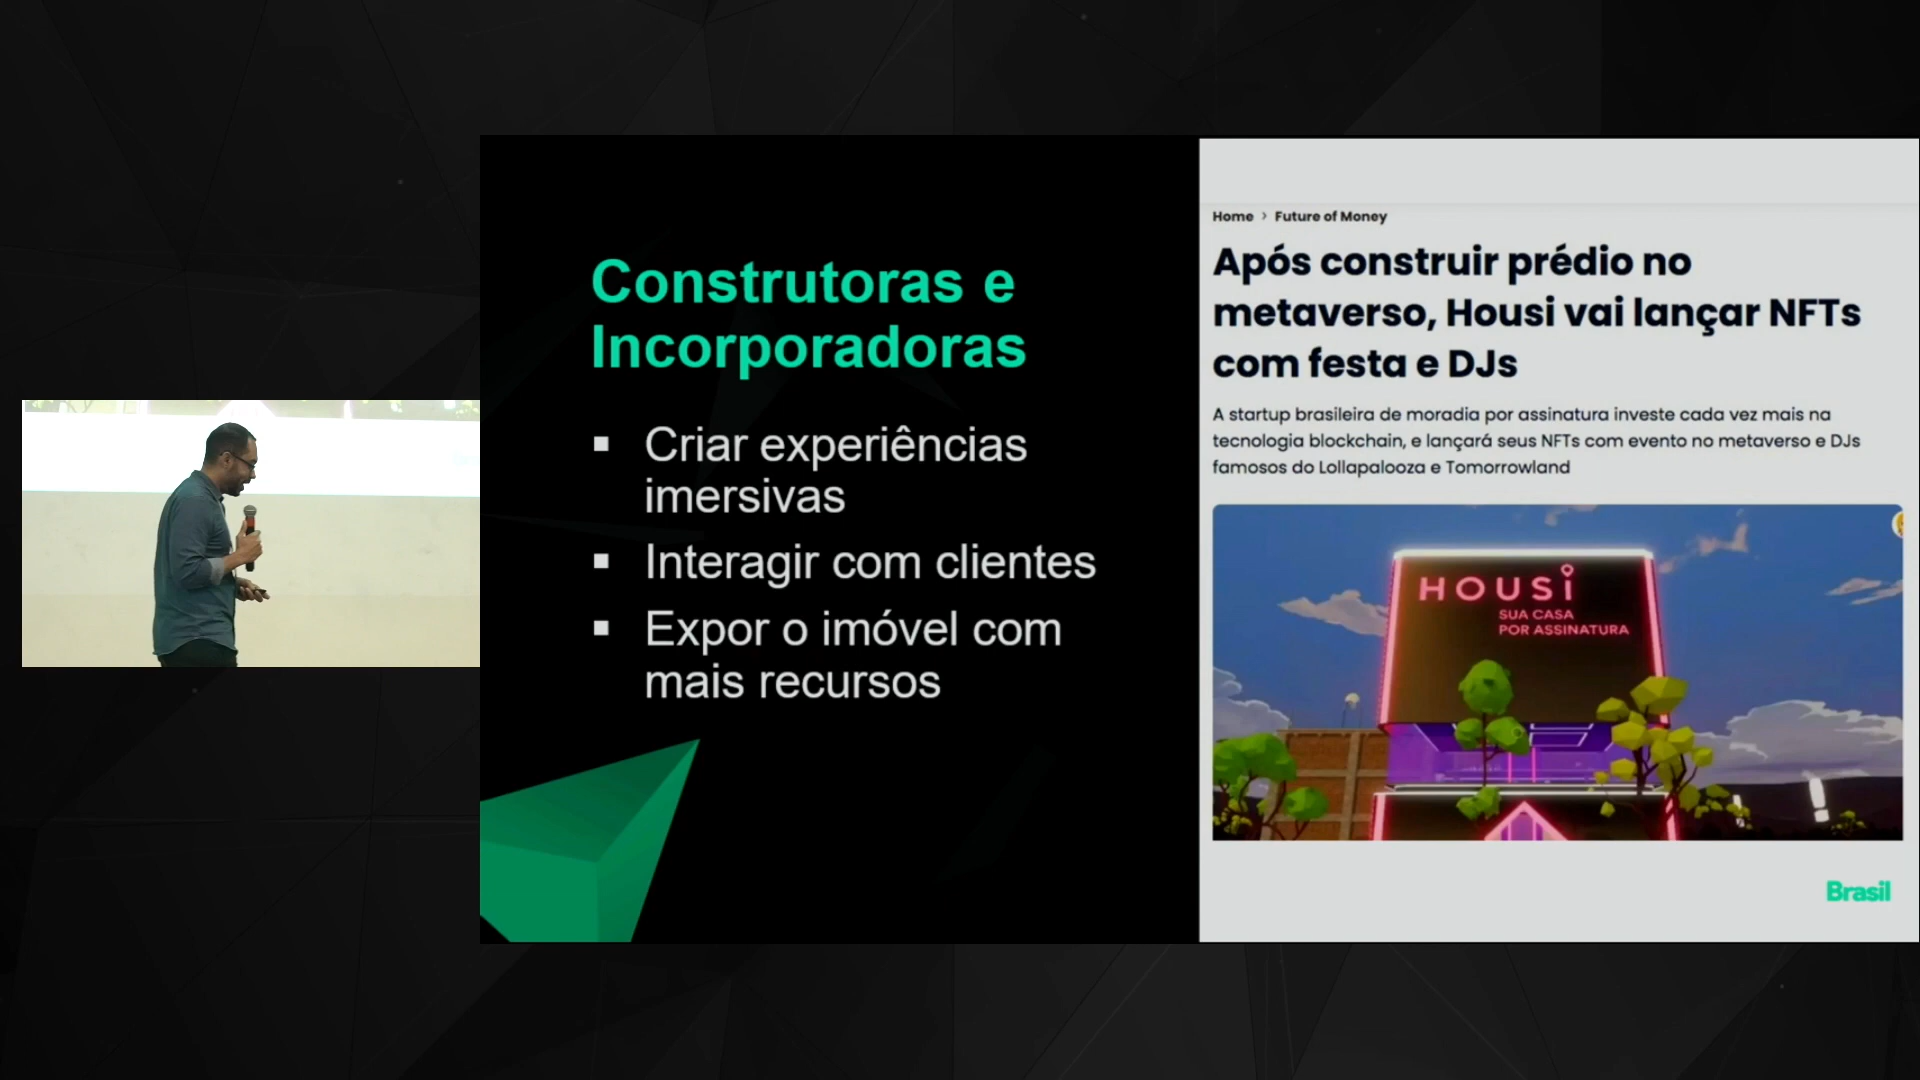 Construtoras e
Incorporadoras
▪ Criar experiências
imersivas
▪ Interagir com clientes
▪ Expor o imóvel com
mais recursos
Home › Future of Money
Após construir prédio no
metaverso, Housi vai lançar NFTs
com festa e DJs
A startup brasileira de moradia por assinatura investe cada vez mais na
tecnologia blockchain, e lançará seus NFTs com evento no metaverso e DJs
famosos do Lollapalooza e Tomorrowland
HOUSi
SUA CASA
POR ASSINATURA
Brasil